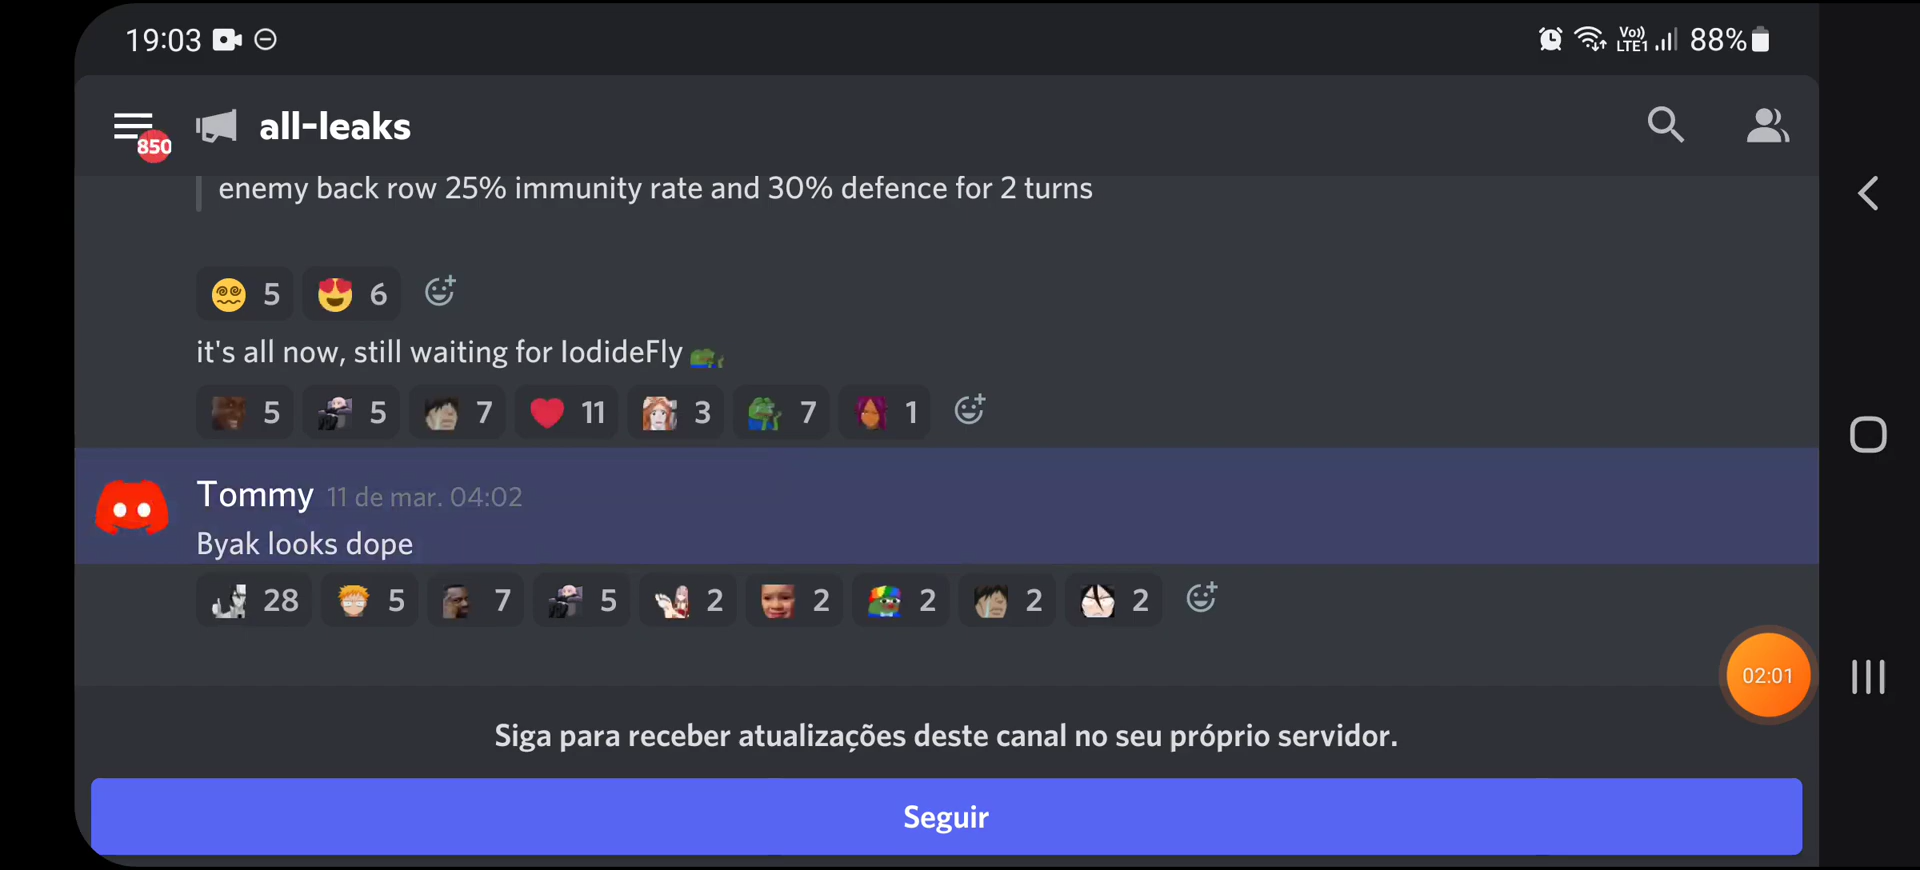 19:03
Vo))
LTE1
88%
850
all-leaks
enemy back row 25% immunity rate and 30% defence for 2 turns
5 6
it's all now, still waiting for IodideFly
5 5 7 11 3 7 1
Tommy 11 de mar. 04:02
Byak looks dope
28 5 7 5 2 2 2 2 2
02:01
Siga para receber atualizações deste canal no seu próprio servidor.
Seguir